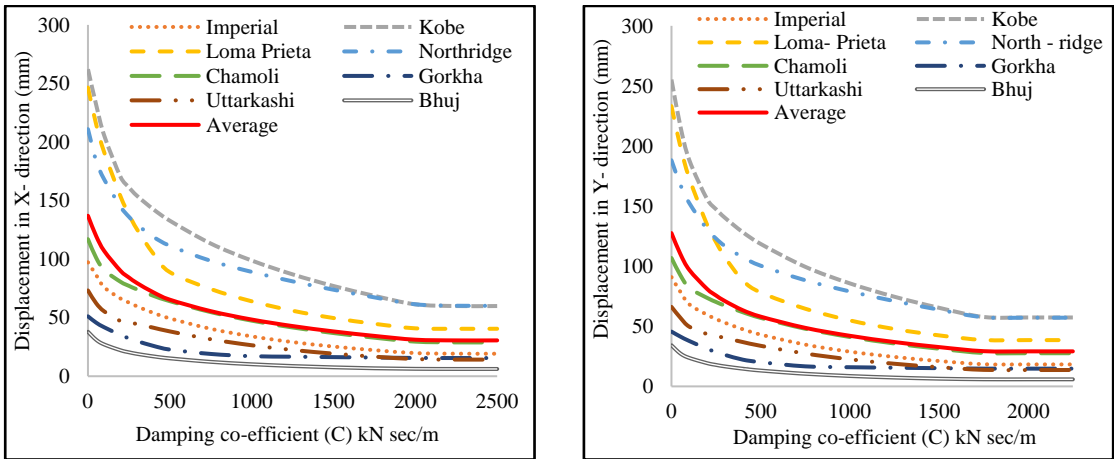 300
250
200
150
100
50
0
Displacement in X- direction (mm)
Imperial
Kobe
Loma Prieta
Northridge
Chamoli
Gorkha
Uttarkashi
Bhuj
Average
0 500 1000 1500 2000 2500
Damping co-efficient (C) kN sec/m
300
250
200
150
100
50
0
Displacement in Y- direction (mm)
Imperial
Kobe
Loma- Prieta
North - ridge
Chamoli
Gorkha
Uttarkashi
Bhuj
Average
0 500 1000 1500 2000
Damping co-efficient (C) kN sec/m